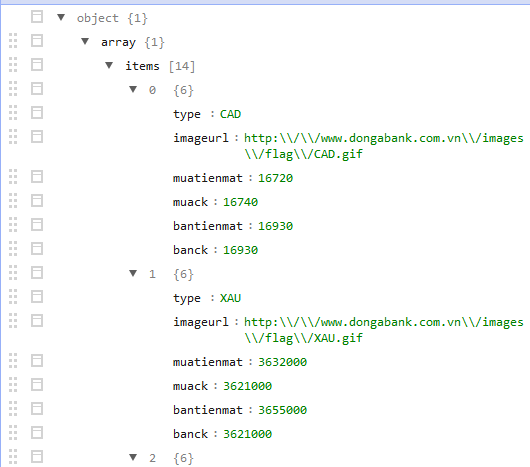 object {1}
array {1}
items [14]
0 {6}
type : CAD
imageurl : http:\\/\\/www.dongabank.com.vn\\/images
\\/flag\\/CAD.gif
muatienmat : 16720
muack : 16740
bantienmat : 16930
banck : 16930
1 {6}
type : XAU
imageurl : http:\\/\\/www.dongabank.com.vn\\/images
\\/flag\\/XAU.gif
muatienmat : 3632000
muack : 3621000
bantienmat : 3655000
banck : 3621000
2 {6}